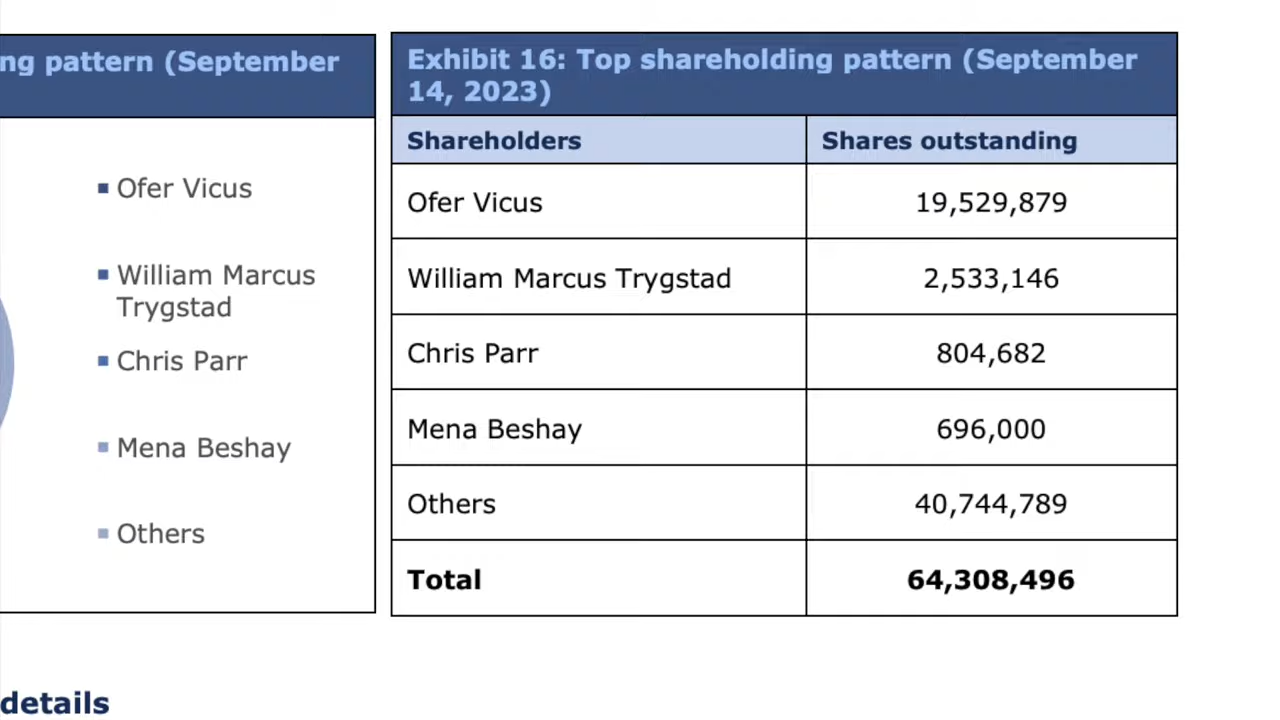 ng pattern (September
Ofer Vicus
William Marcus
Trygstad
Chris Parr
Mena Beshay
Others
Exhibit 16: Top shareholding pattern (September
14, 2023)
Shareholders Shares outstanding
Ofer Vicus 19,529,879
William Marcus Trygstad 2,533,146
Chris Parr 804,682
Mena Beshay 696,000
Others 40,744,789
Total 64,308,496
details